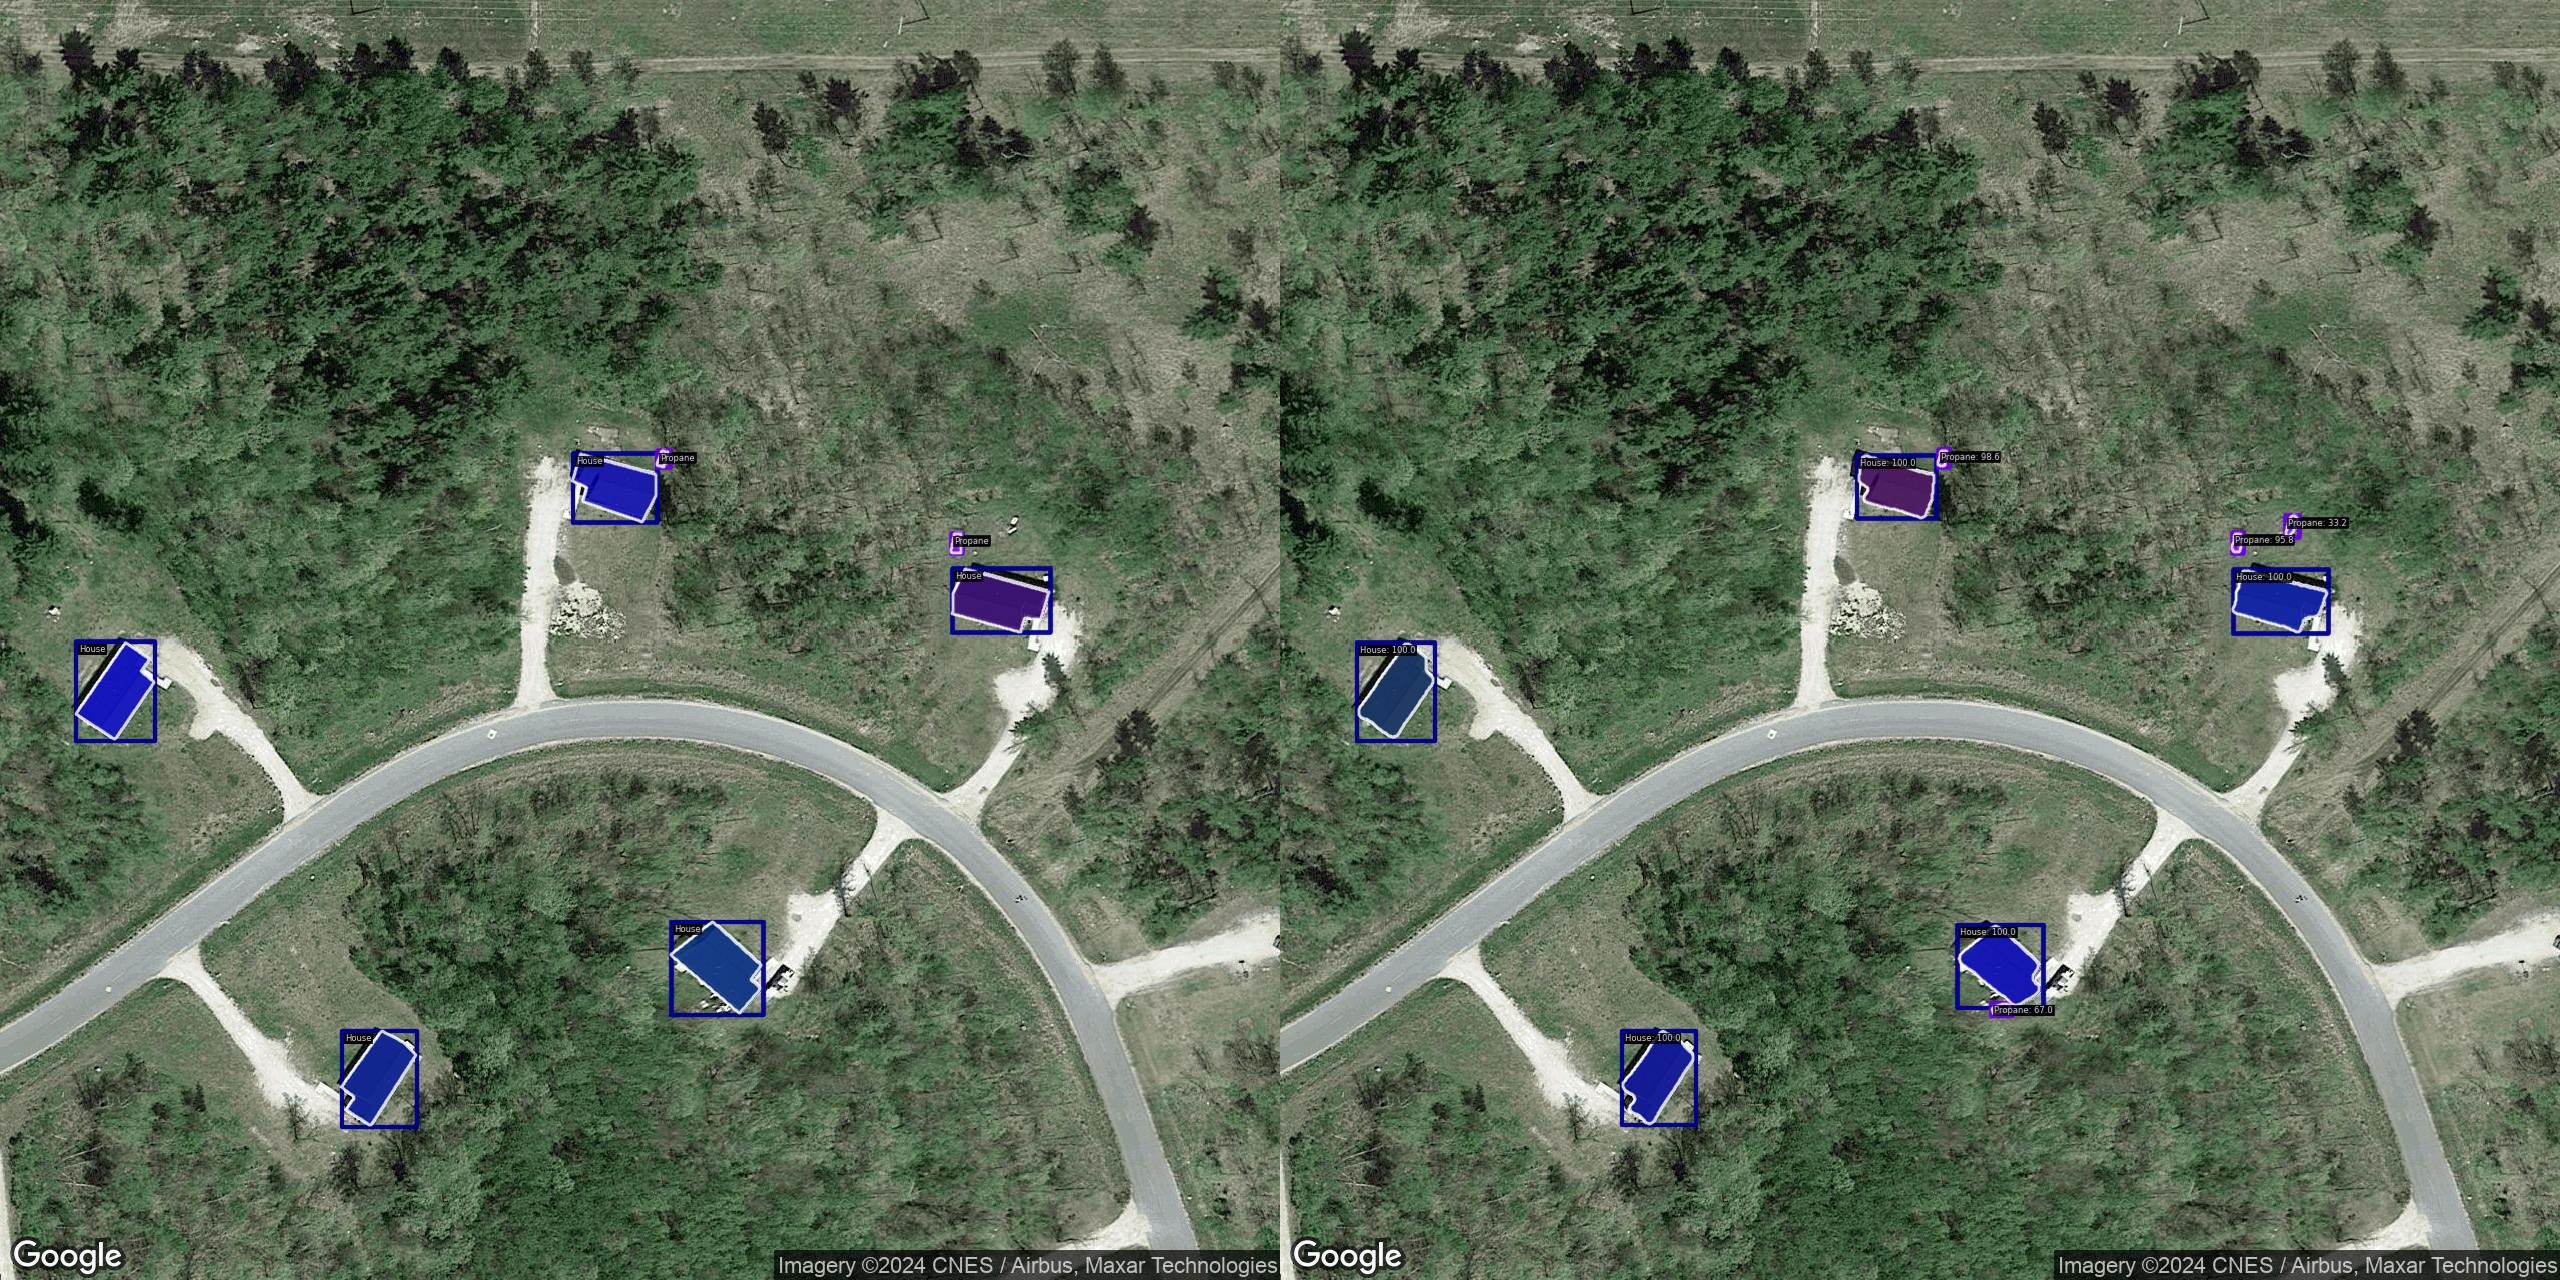 House
Propane
Propane
House
House
House
House
Google
Imagery ©2024 CNES / Airbus, Maxar Technologies
House: 100.0
Propane: 98.6
Propane: 33.2
Propane: 95.8
House: 100.0
House: 100.0
House: 100.0
Propane: 67.0
House: 100.0
Google
Imagery ©2024 CNES / Airbus, Maxar Technologies